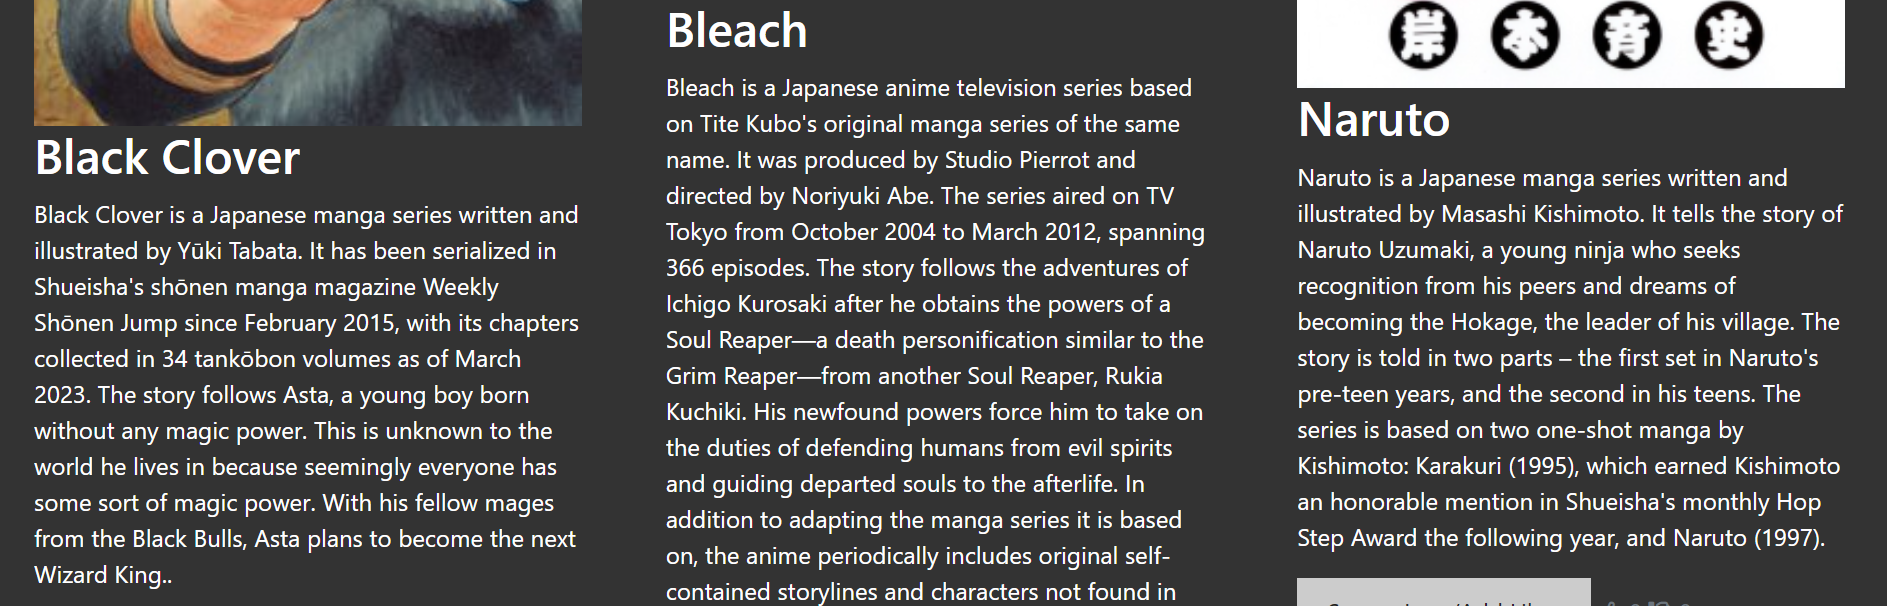 Black Clover
Black Clover is a Japanese manga series written and
illustrated by Yūki Tabata. It has been serialized in
Shueisha's shōnen manga magazine Weekly
Shōnen Jump since February 2015, with its chapters
collected in 34 tankōbon volumes as of March
2023. The story follows Asta, a young boy born
without any magic power. This is unknown to the
world he lives in because seemingly everyone has
some sort of magic power. With his fellow mages
from the Black Bulls, Asta plans to become the next
Wizard King..
Bleach
Bleach is a Japanese anime television series based
on Tite Kubo's original manga series of the same
name. It was produced by Studio Pierrot and
directed by Noriyuki Abe. The series aired on TV
Tokyo from October 2004 to March 2012, spanning
366 episodes. The story follows the adventures of
Ichigo Kurosaki after he obtains the powers of a
Soul Reaper—a death personification similar to the
Grim Reaper—from another Soul Reaper, Rukia
Kuchiki. His newfound powers force him to take on
the duties of defending humans from evil spirits
and guiding departed souls to the afterlife. In
addition to adapting the manga series it is based
on, the anime periodically includes original self-
contained storylines and characters not found in
岸本斉史
Naruto
Naruto is a Japanese manga series written and
illustrated by Masashi Kishimoto. It tells the story of
Naruto Uzumaki, a young ninja who seeks
recognition from his peers and dreams of
becoming the Hokage, the leader of his village. The
story is told in two parts – the first set in Naruto's
pre-teen years, and the second in his teens. The
series is based on two one-shot manga by
Kishimoto: Karakuri (1995), which earned Kishimoto
an honorable mention in Shueisha's monthly Hop
Step Award the following year, and Naruto (1997).